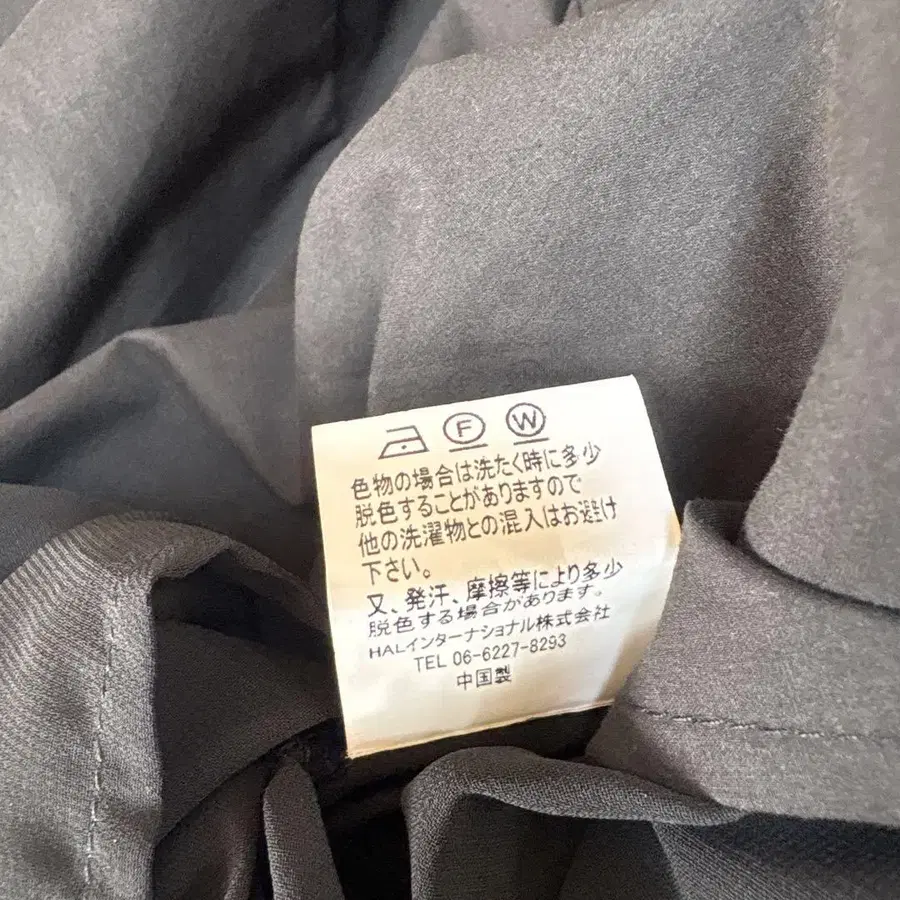 F W
色物の場合は洗たく時に多少
脱色することがありますので
他の洗濯物との混入はお避け
下さい。
又、発汗、摩擦等により多少
脱色する場合があります。
HALインターナショナル株式会社
TEL 06-6227-8293
中国製